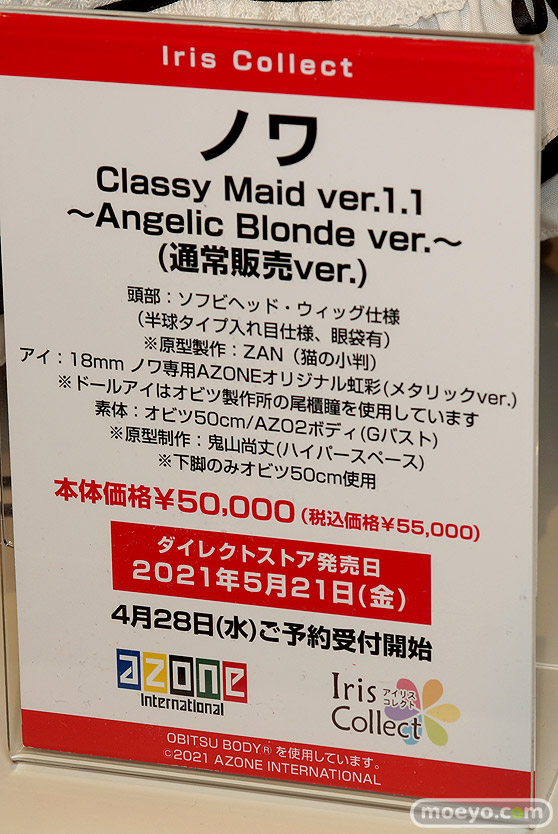 Iris Collect
ノワ
Classy Maid ver.1.1
～Angelic Blonde ver.～
(通常販売ver.)
頭部：ソフビヘッド・ウィッグ仕様
（半球タイプ入れ目仕様、眼袋有）
※原型製作：ZAN（猫の小判）
アイ：18mm ノワ専用AZONEオリジナル虹彩(メタリックver.)
※ドールアイはオビツ製作所の尾櫃瞳を使用しています
素体：オビツ50cm/AZO2ボディ(Gバスト)
※原型制作：鬼山尚丈(ハイパースペース)
※下脚のみオビツ50cm使用
本体価格¥50,000（税込価格¥55,000）
ダイレクトストア発売日
2021年5月21日(金)
4月28日(水)ご予約受付開始
azone
International
Iris
アイリス
コレクト
Collect
OBITSU BODY® を使用しています。
©2021 AZONE INTERNATIONAL
moeyo.com